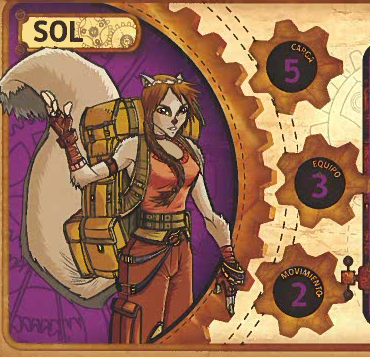 SOL
CARGA
5
EQUIPO
3
MOVIMIENTO
2